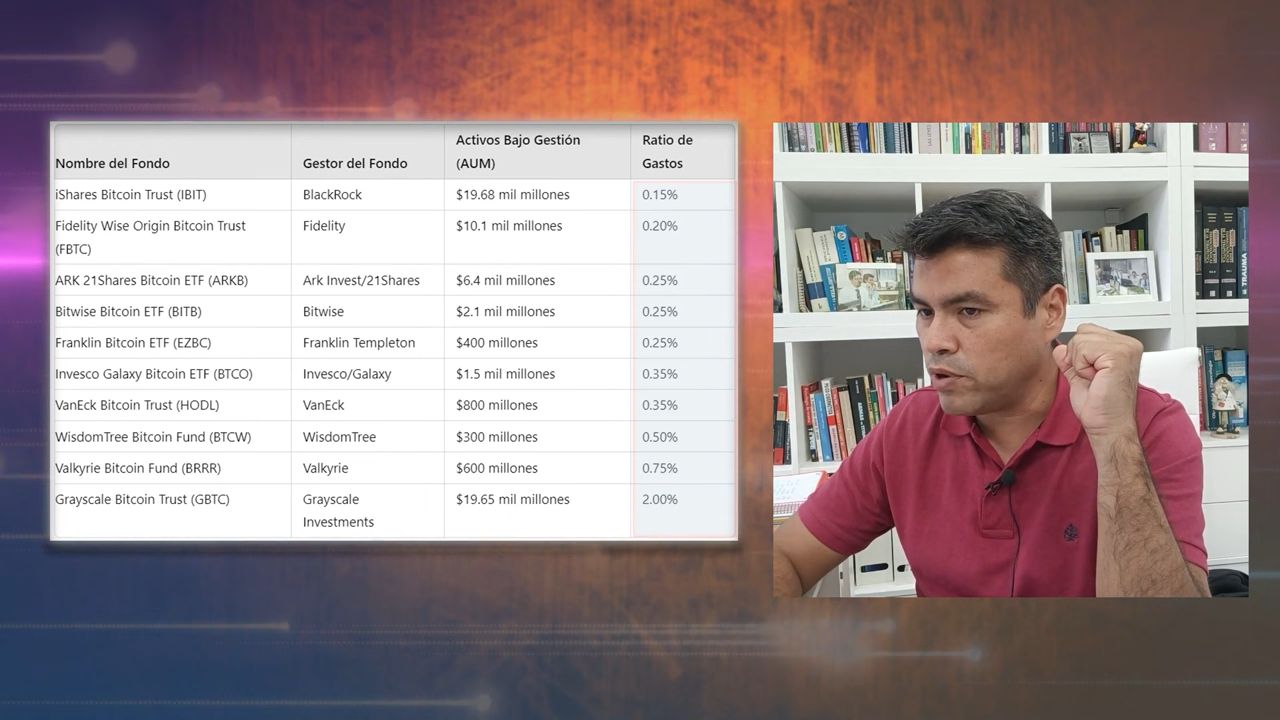 Nombre del Fondo Gestor del Fondo Activos Bajo Gestión (AUM) Ratio de Gastos
iShares Bitcoin Trust (IBIT) BlackRock $19.68 mil millones 0.15%
Fidelity Wise Origin Bitcoin Trust (FBTC) Fidelity $10.1 mil millones 0.20%
ARK 21Shares Bitcoin ETF (ARKB) Ark Invest/21Shares $6.4 mil millones 0.25%
Bitwise Bitcoin ETF (BITB) Bitwise $2.1 mil millones 0.25%
Franklin Bitcoin ETF (EZBC) Franklin Templeton $400 millones 0.25%
Invesco Galaxy Bitcoin ETF (BTCO) Invesco/Galaxy $1.5 mil millones 0.35%
VanEck Bitcoin Trust (HODL) VanEck $800 millones 0.35%
WisdomTree Bitcoin Fund (BTCW) WisdomTree $300 millones 0.50%
Valkyrie Bitcoin Fund (BRRR) Valkyrie $600 millones 0.75%
Grayscale Bitcoin Trust (GBTC) Grayscale Investments $19.65 mil millones 2.00%
TRAUMA